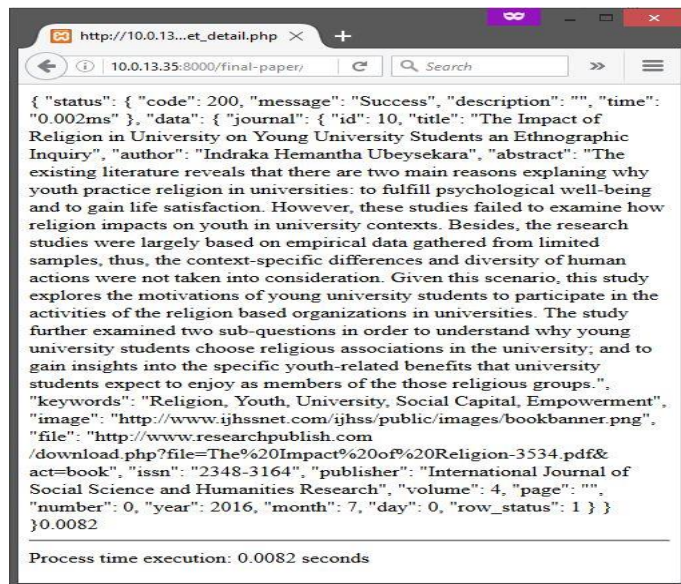 http://10.0.13...et_detail.php
10.0.13.35:8000/final-paper/
Search
{ "status": { "code": 200, "message": "Success", "description": "", "time":
"0.002ms" }, "data": { "journal": { "id": 10, "title": "The Impact of
Religion in University on Young University Students an Ethnographic
Inquiry", "author": "Indraka Hemantha Ubeysekara", "abstract": "The
existing literature reveals that there are two main reasons explaning why
youth practice religion in universities: to fulfill psychological well-being
and to gain life satisfaction. However, these studies failed to examine how
religion impacts on youth in university contexts. Besides, the research
studies were largely based on empirical data gathered from limited
samples, thus, the context-specific differences and diversity of human
actions were not taken into consideration. Given this scenario, this study
explores the motivations of young university students to participate in the
activities of the religion based organizations in universities. The study
further examined two sub-questions in order to understand why young
university students choose religious associations in the university; and to
gain insights into the specific youth-related benefits that university
students expect to enjoy as members of the those religious groups.",
"keywords": "Religion, Youth, University, Social Capital, Empowerment",
"image": "http://www.ijhssnet.com/ijhss/public/images/bookbanner.png",
"file": "http://www.researchpublish.com
/download.php?file=The%20Impact%20of%20Religion-3534.pdf&
act=book", "issn": "2348-3164", "publisher": "International Journal of
Social Science and Humanities Research", "volume": 4, "page": "",
"number": 0, "year": 2016, "month": 7, "day": 0, "row_status": 1 } }
}0.0082
Process time execution: 0.0082 seconds